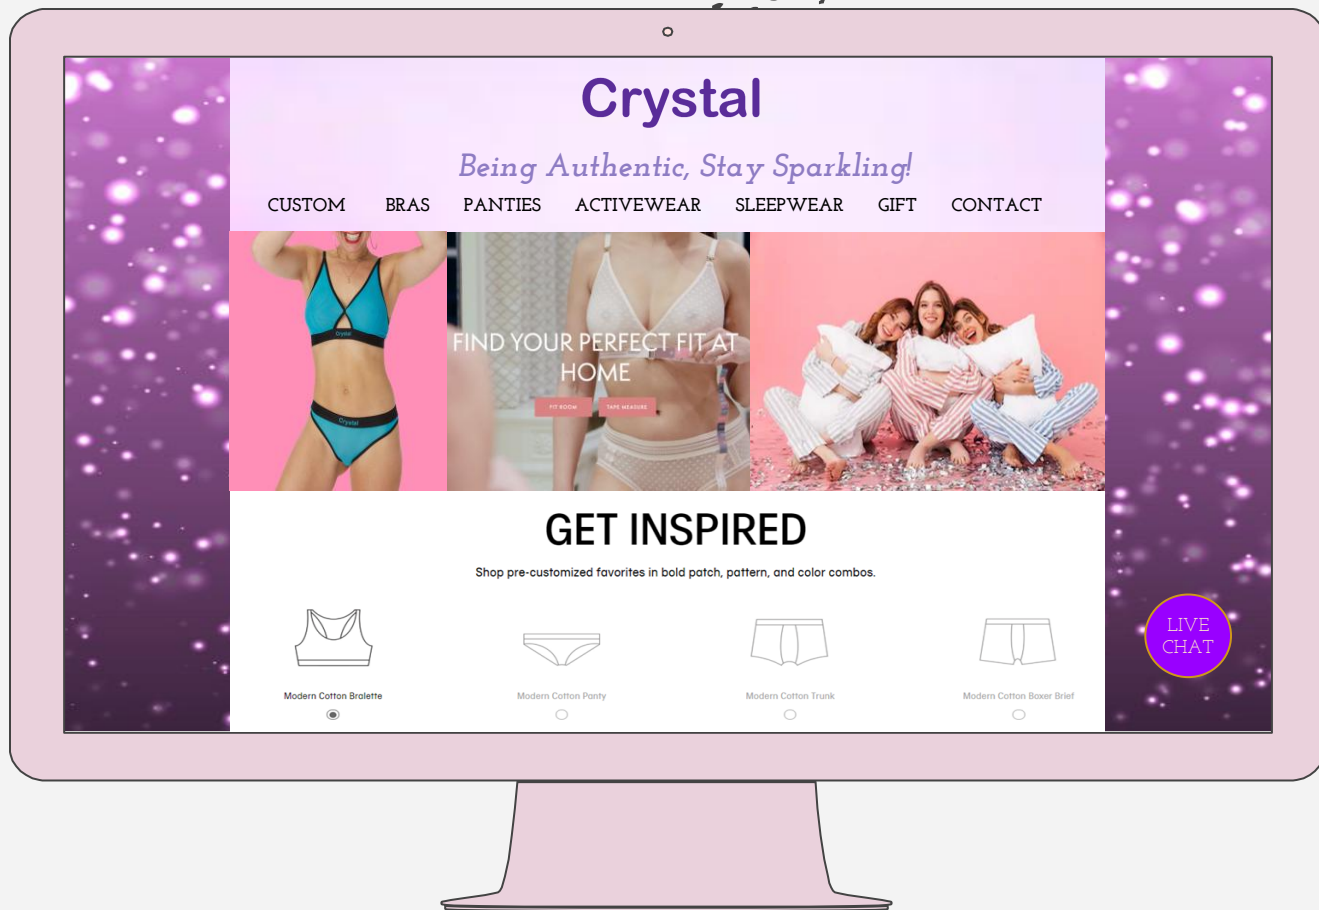 Crystal
Being Authentic, Stay Sparkling!
CUSTOM BRAS PANTIES ACTIVEWEAR SLEEPWEAR GIFT CONTACT
Crystal
Crystal
FIND YOUR PERFECT FIT AT
HOME
FIT ROOM TAPE MEASURE
GET INSPIRED
Shop pre-customized favorites in bold patch, pattern, and color combos.
Modern Cotton Bralette Modern Cotton Panty Modern Cotton Trunk Modern Cotton Boxer Brief
LIVE
CHAT